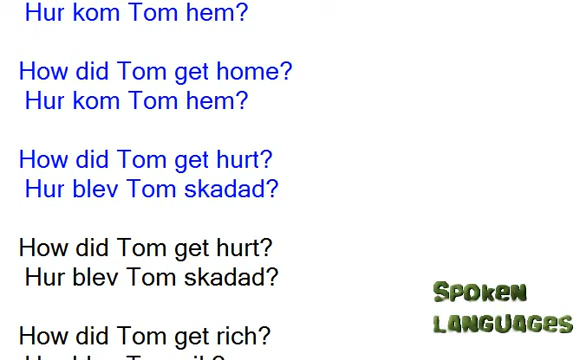 Hur kom Tom hem?
How did Tom get home?
Hur kom Tom hem?
How did Tom get hurt?
Hur blev Tom skadad?
How did Tom get hurt?
Hur blev Tom skadad?
How did Tom get rich?
Spoken
Languages